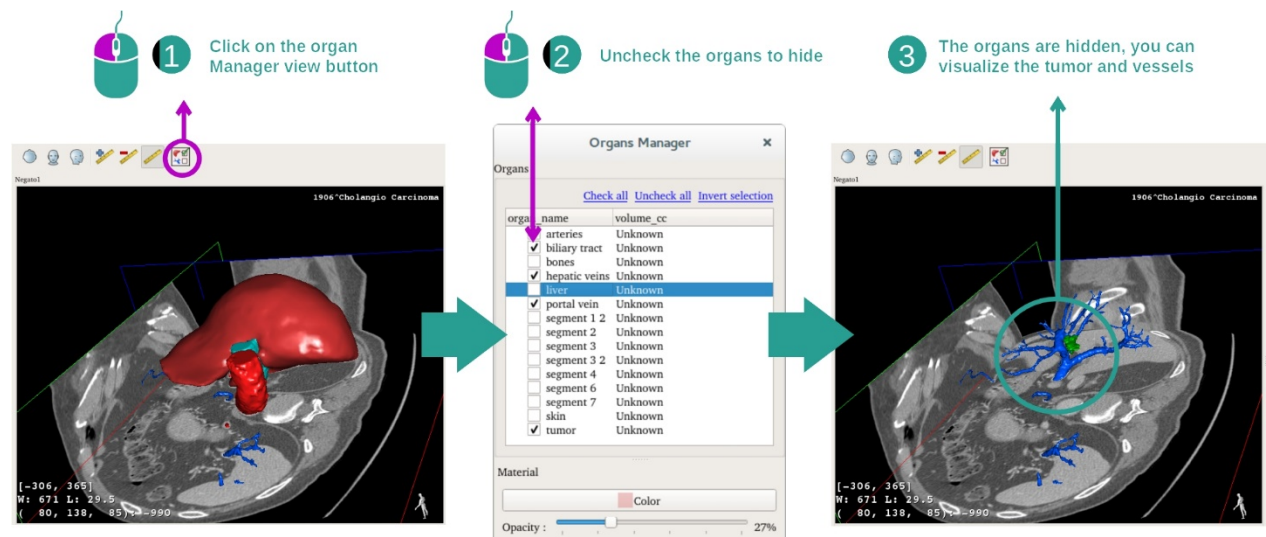 1
Click on the organ
Manager view button
2
Uncheck the organs to hide
3
The organs are hidden, you can
visualize the tumor and vessels
Negato1
1906^Cholangio Carcinoma
[-306, 365]
W: 671 L: 29.5
( 80, 138, 85): -990
Organs Manager
Organs
Check all Uncheck all Invert selection
organ_name volume_cc
arteries Unknown
biliary tract Unknown
bones Unknown
hepatic veins Unknown
liver Unknown
portal vein Unknown
segment 1 2 Unknown
segment 2 Unknown
segment 3 Unknown
segment 3 2 Unknown
segment 4 Unknown
segment 6 Unknown
segment 7 Unknown
skin Unknown
tumor Unknown
Material
Color
Opacity : 27%
Negato1
1906^Cholangio Carcinoma
[-306, 365]
W: 671 L: 29.5
( 80, 138, 85): -990